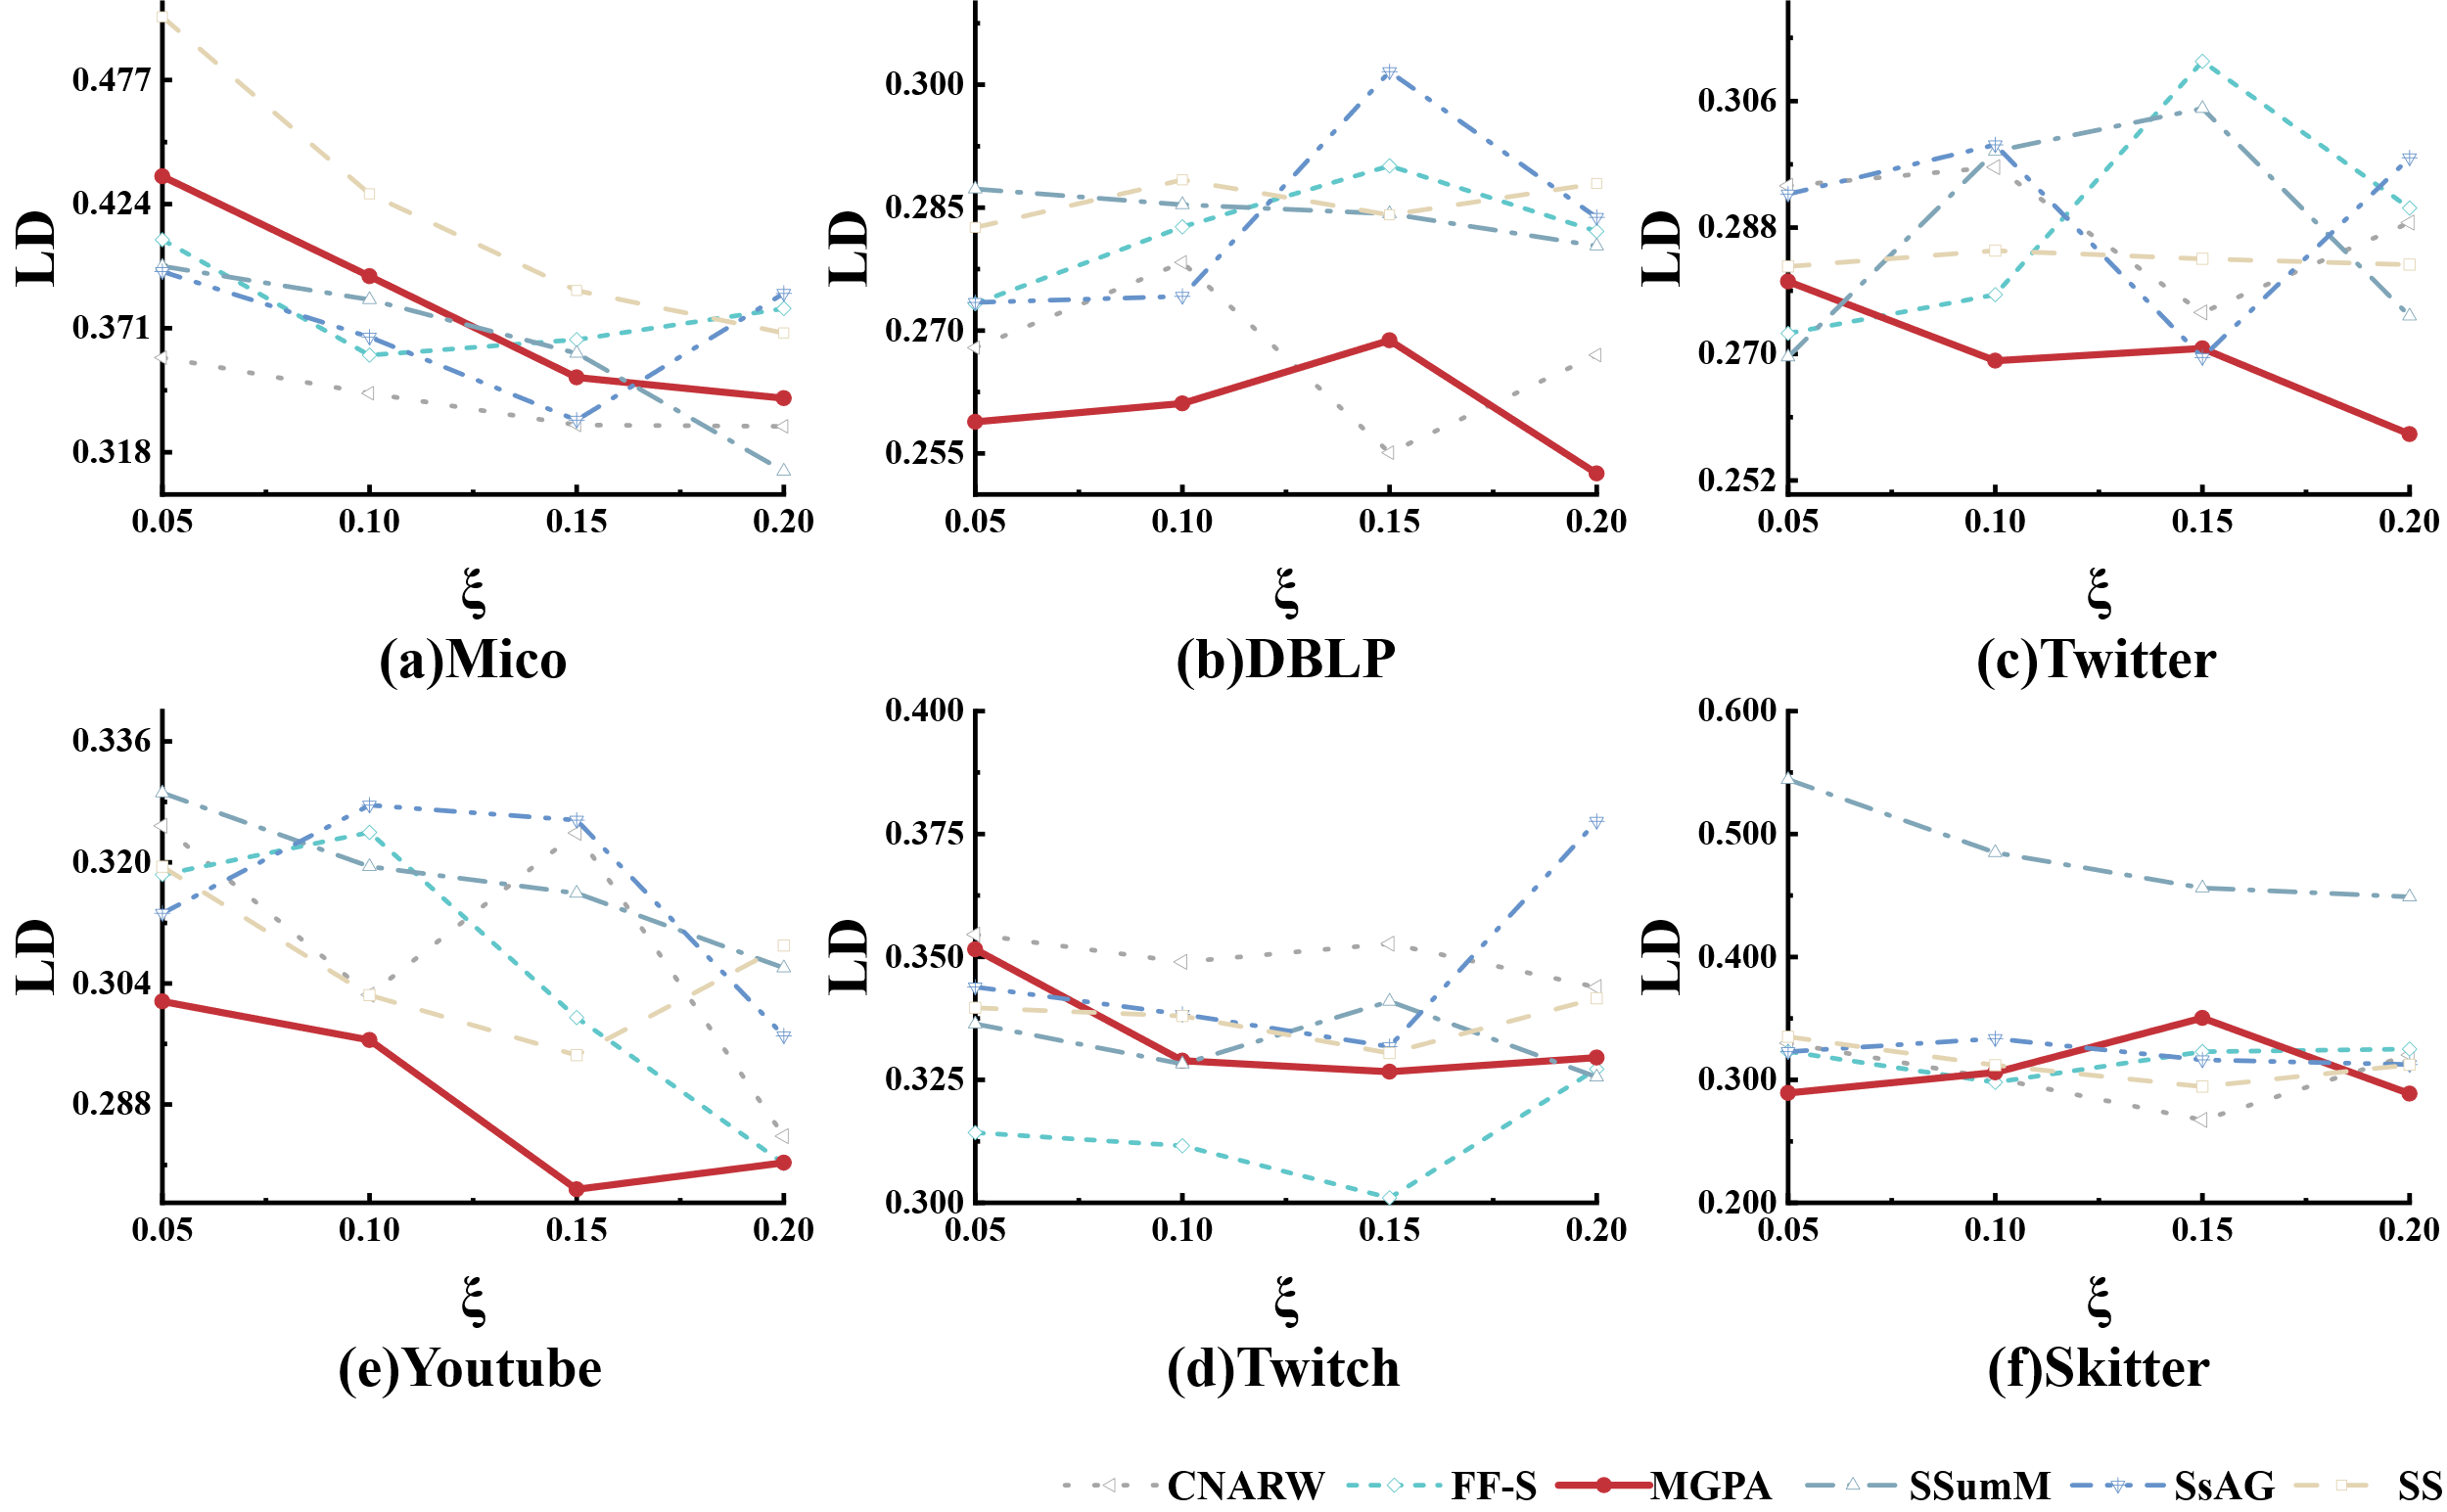 0.477
0.424
0.371
0.318
LD
0.05 0.10 0.15 0.20
ξ
(a)Mico
0.300
0.285
0.270
0.255
LD
0.05 0.10 0.15 0.20
ξ
(b)DBLP
0.306
0.288
0.270
0.252
LD
0.05 0.10 0.15 0.20
ξ
(c)Twitter
0.336
0.320
0.304
0.288
LD
0.05 0.10 0.15 0.20
ξ
(e)Youtube
0.400
0.375
0.350
0.325
0.300
LD
0.05 0.10 0.15 0.20
ξ
(d)Twitch
0.600
0.500
0.400
0.300
0.200
LD
0.05 0.10 0.15 0.20
ξ
(f)Skitter
CNARW FF-S MGPA SSumM SsAG SS